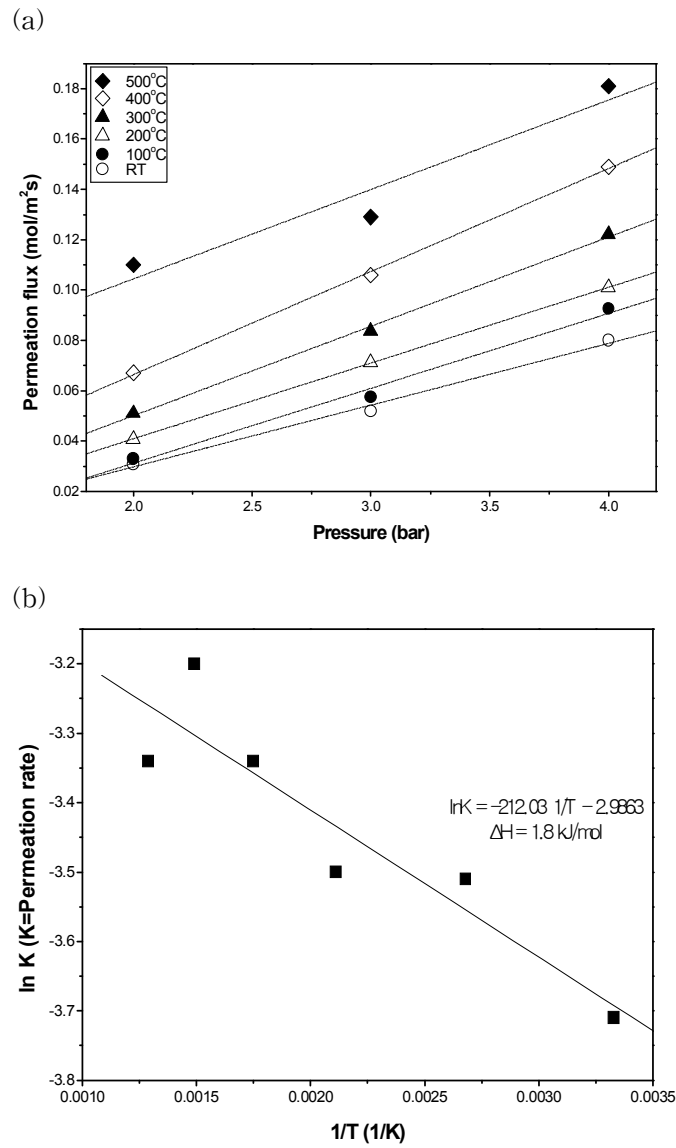 (a)
0.18
0.16
0.14
0.12
0.10
0.08
0.06
0.04
0.02
Permeation flux (mol/m²s)
500°C
400°C
300°C
200°C
100°C
RT
2.0
2.5
3.0
3.5
4.0
Pressure (bar)
(b)
-3.2
-3.3
-3.4
-3.5
-3.6
-3.7
-3.8
ln K (K=Permeation rate)
lnK = -212.03 1/T - 2.9863
ΔH = 1.8 kJ/mol
0.0010
0.0015
0.0020
0.0025
0.0030
0.0035
1/T (1/K)